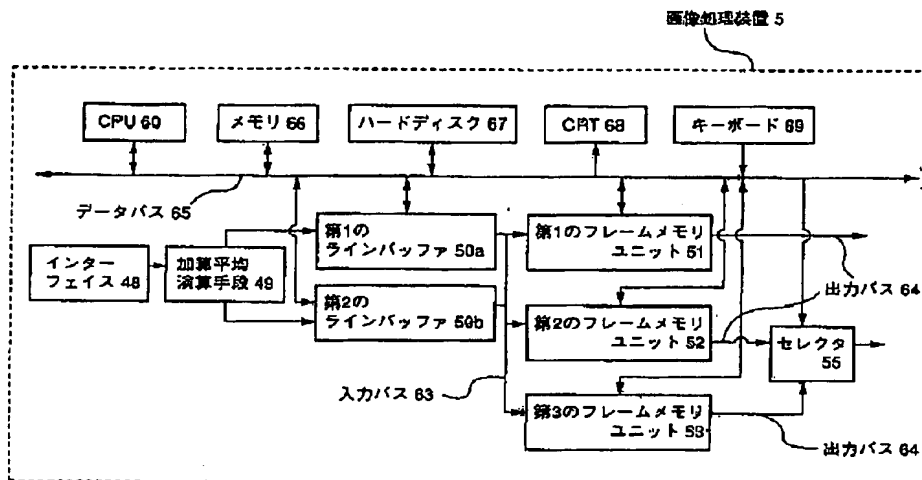 画像処理装置 5
CPU 60
メモリ 66
ハードディスク 67
CRT 68
キーボード 69
データバス 65
第1の
ラインバッファ 50a
第1のフレームメモリ
ユニット 51
インター
フェイス 48
加算平均
演算手段 49
出力バス 64
第2の
ラインバッファ 50b
第2のフレームメモリ
ユニット 52
セレクタ
55
入力バス 63
第3のフレームメモリ
ユニット 53
出力バス 64